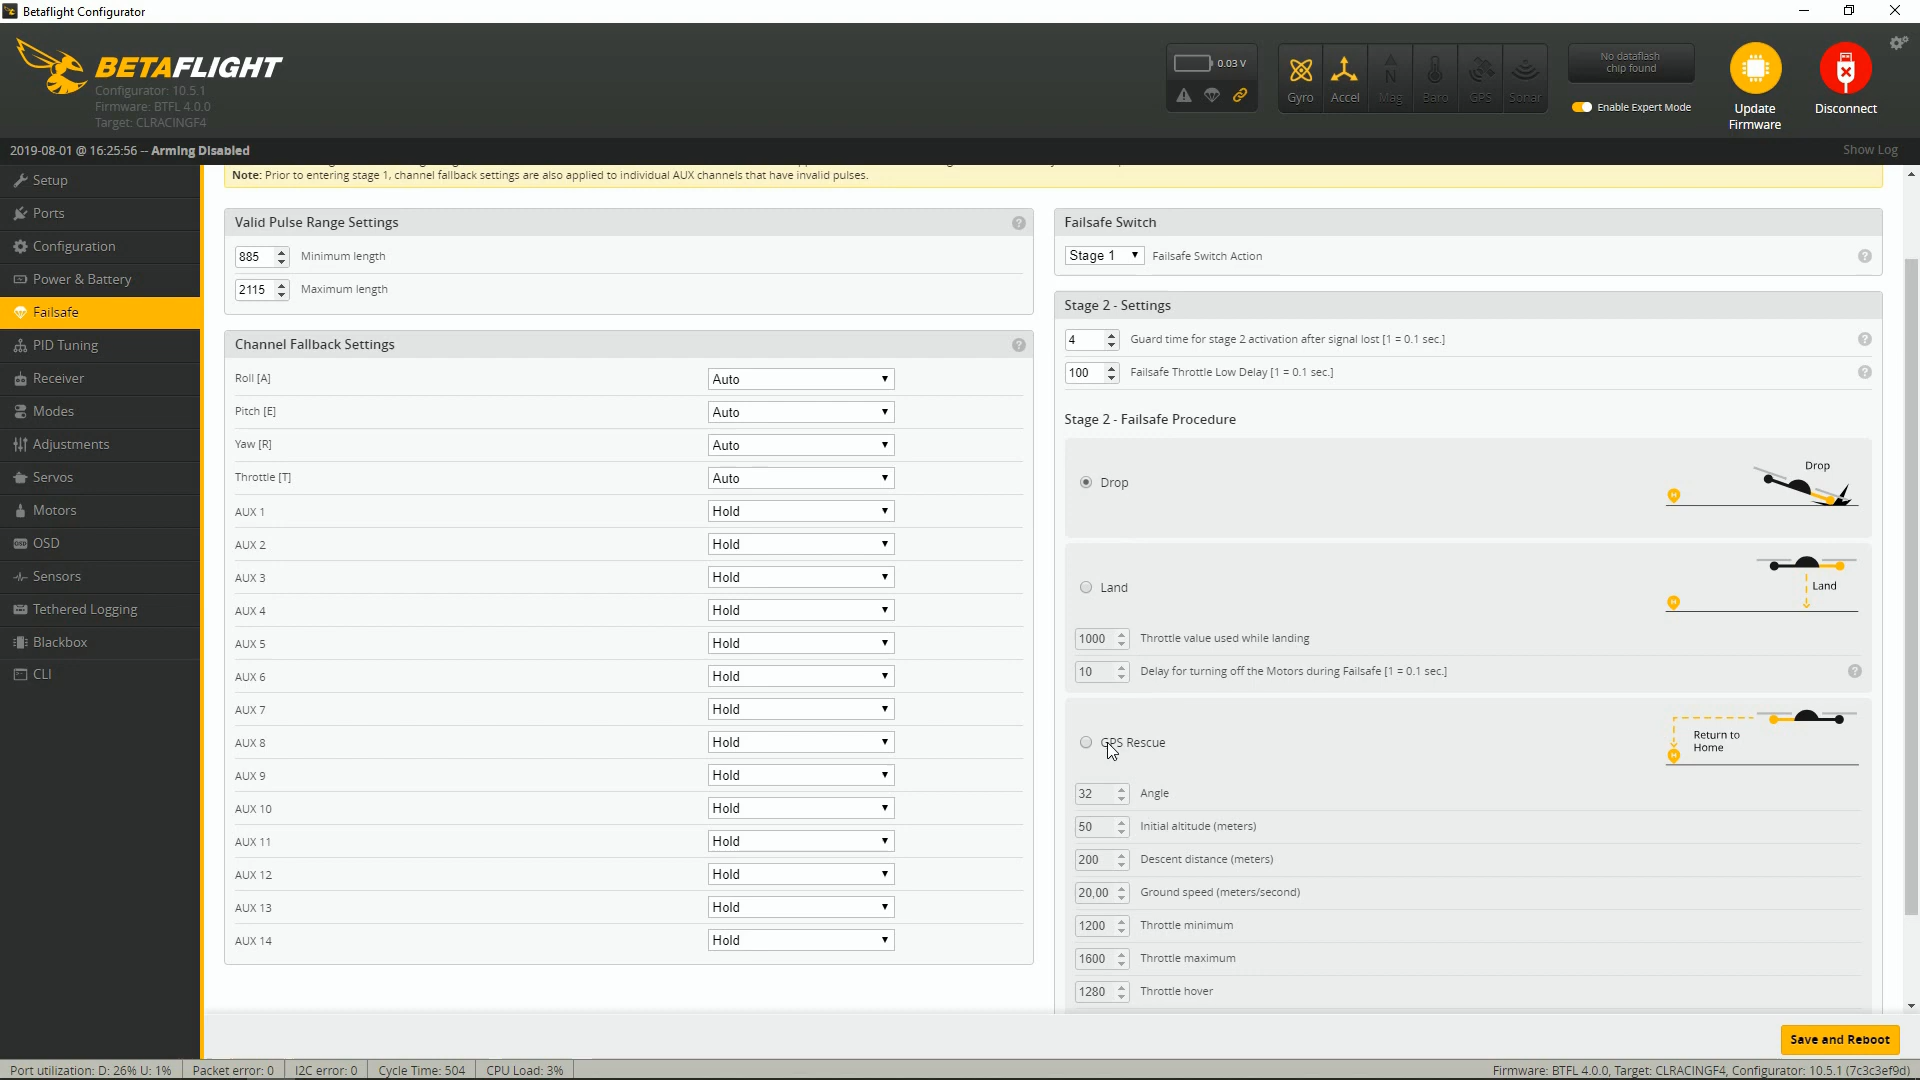 Betaflight Configurator
BETAFLIGHT
Configurator: 10.5.1
Firmware: BTFL 4.0.0
Target: CLRACINGF4
0.03 V
Gyro
Accel
Mag
Baro
GPS
Sonar
No dataflash
chip found
Enable Expert Mode
Update
Firmware
Disconnect
2019-08-01 @ 16:25:56 -- Arming Disabled
Show Log
Setup
Ports
Configuration
Power & Battery
Failsafe
PID Tuning
Receiver
Modes
Adjustments
Servos
Motors
OSD
Sensors
Tethered Logging
Blackbox
CLI
Note: Prior to entering stage 1, channel fallback settings are also applied to individual AUX channels that have invalid pulses.
Valid Pulse Range Settings
885 Minimum length
2115 Maximum length
Channel Fallback Settings
Roll [A] Auto
Pitch [E] Auto
Yaw [R] Auto
Throttle [T] Auto
AUX 1 Hold
AUX 2 Hold
AUX 3 Hold
AUX 4 Hold
AUX 5 Hold
AUX 6 Hold
AUX 7 Hold
AUX 8 Hold
AUX 9 Hold
AUX 10 Hold
AUX 11 Hold
AUX 12 Hold
AUX 13 Hold
AUX 14 Hold
Failsafe Switch
Stage 1 Failsafe Switch Action
Stage 2 - Settings
4 Guard time for stage 2 activation after signal lost [1 = 0.1 sec.]
100 Failsafe Throttle Low Delay [1 = 0.1 sec.]
Stage 2 - Failsafe Procedure
Drop
Drop
Land
Land
1000 Throttle value used while landing
10 Delay for turning off the Motors during Failsafe [1 = 0.1 sec.]
GPS Rescue
Return to
Home
32 Angle
50 Initial altitude (meters)
200 Descent distance (meters)
20,00 Ground speed (meters/second)
1200 Throttle minimum
1600 Throttle maximum
1280 Throttle hover
Save and Reboot
Port utilization: D: 26% U: 1% Packet error: 0 I2C error: 0 Cycle Time: 504 CPU Load: 3% Firmware: BTFL 4.0.0, Target: CLRACINGF4, Configurator: 10.5.1 (7c3c3ef9d)